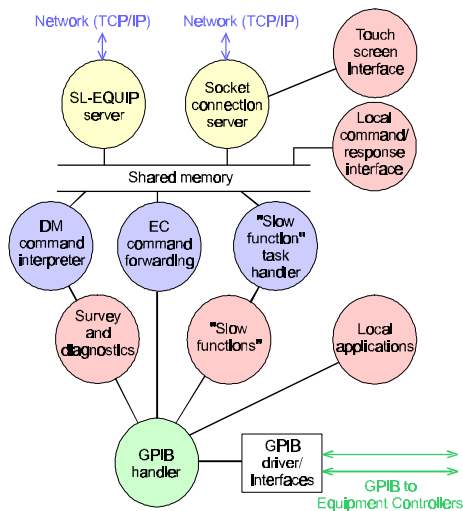 Network (TCP/IP)
Network (TCP/IP)
SL-EQUIP
server
Socket
connection
server
Touch
screen
Interface
Local
command/
response
interface
Shared memory
DM
command
interpreter
EC
command
forwarding
"Slow
function"
task
handler
Survey
and
diagnostics
"Slow
functions"
Local
applications
GPIB
handler
GPIB
driver/
Interfaces
GPIB to
Equipment Controllers